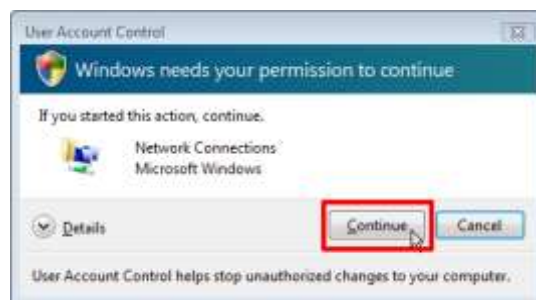 User Account Control
Windows needs your permission to continue
If you started this action, continue.
Network Connections
Microsoft Windows
Details
Continue
Cancel
User Account Control helps stop unauthorized changes to your computer.